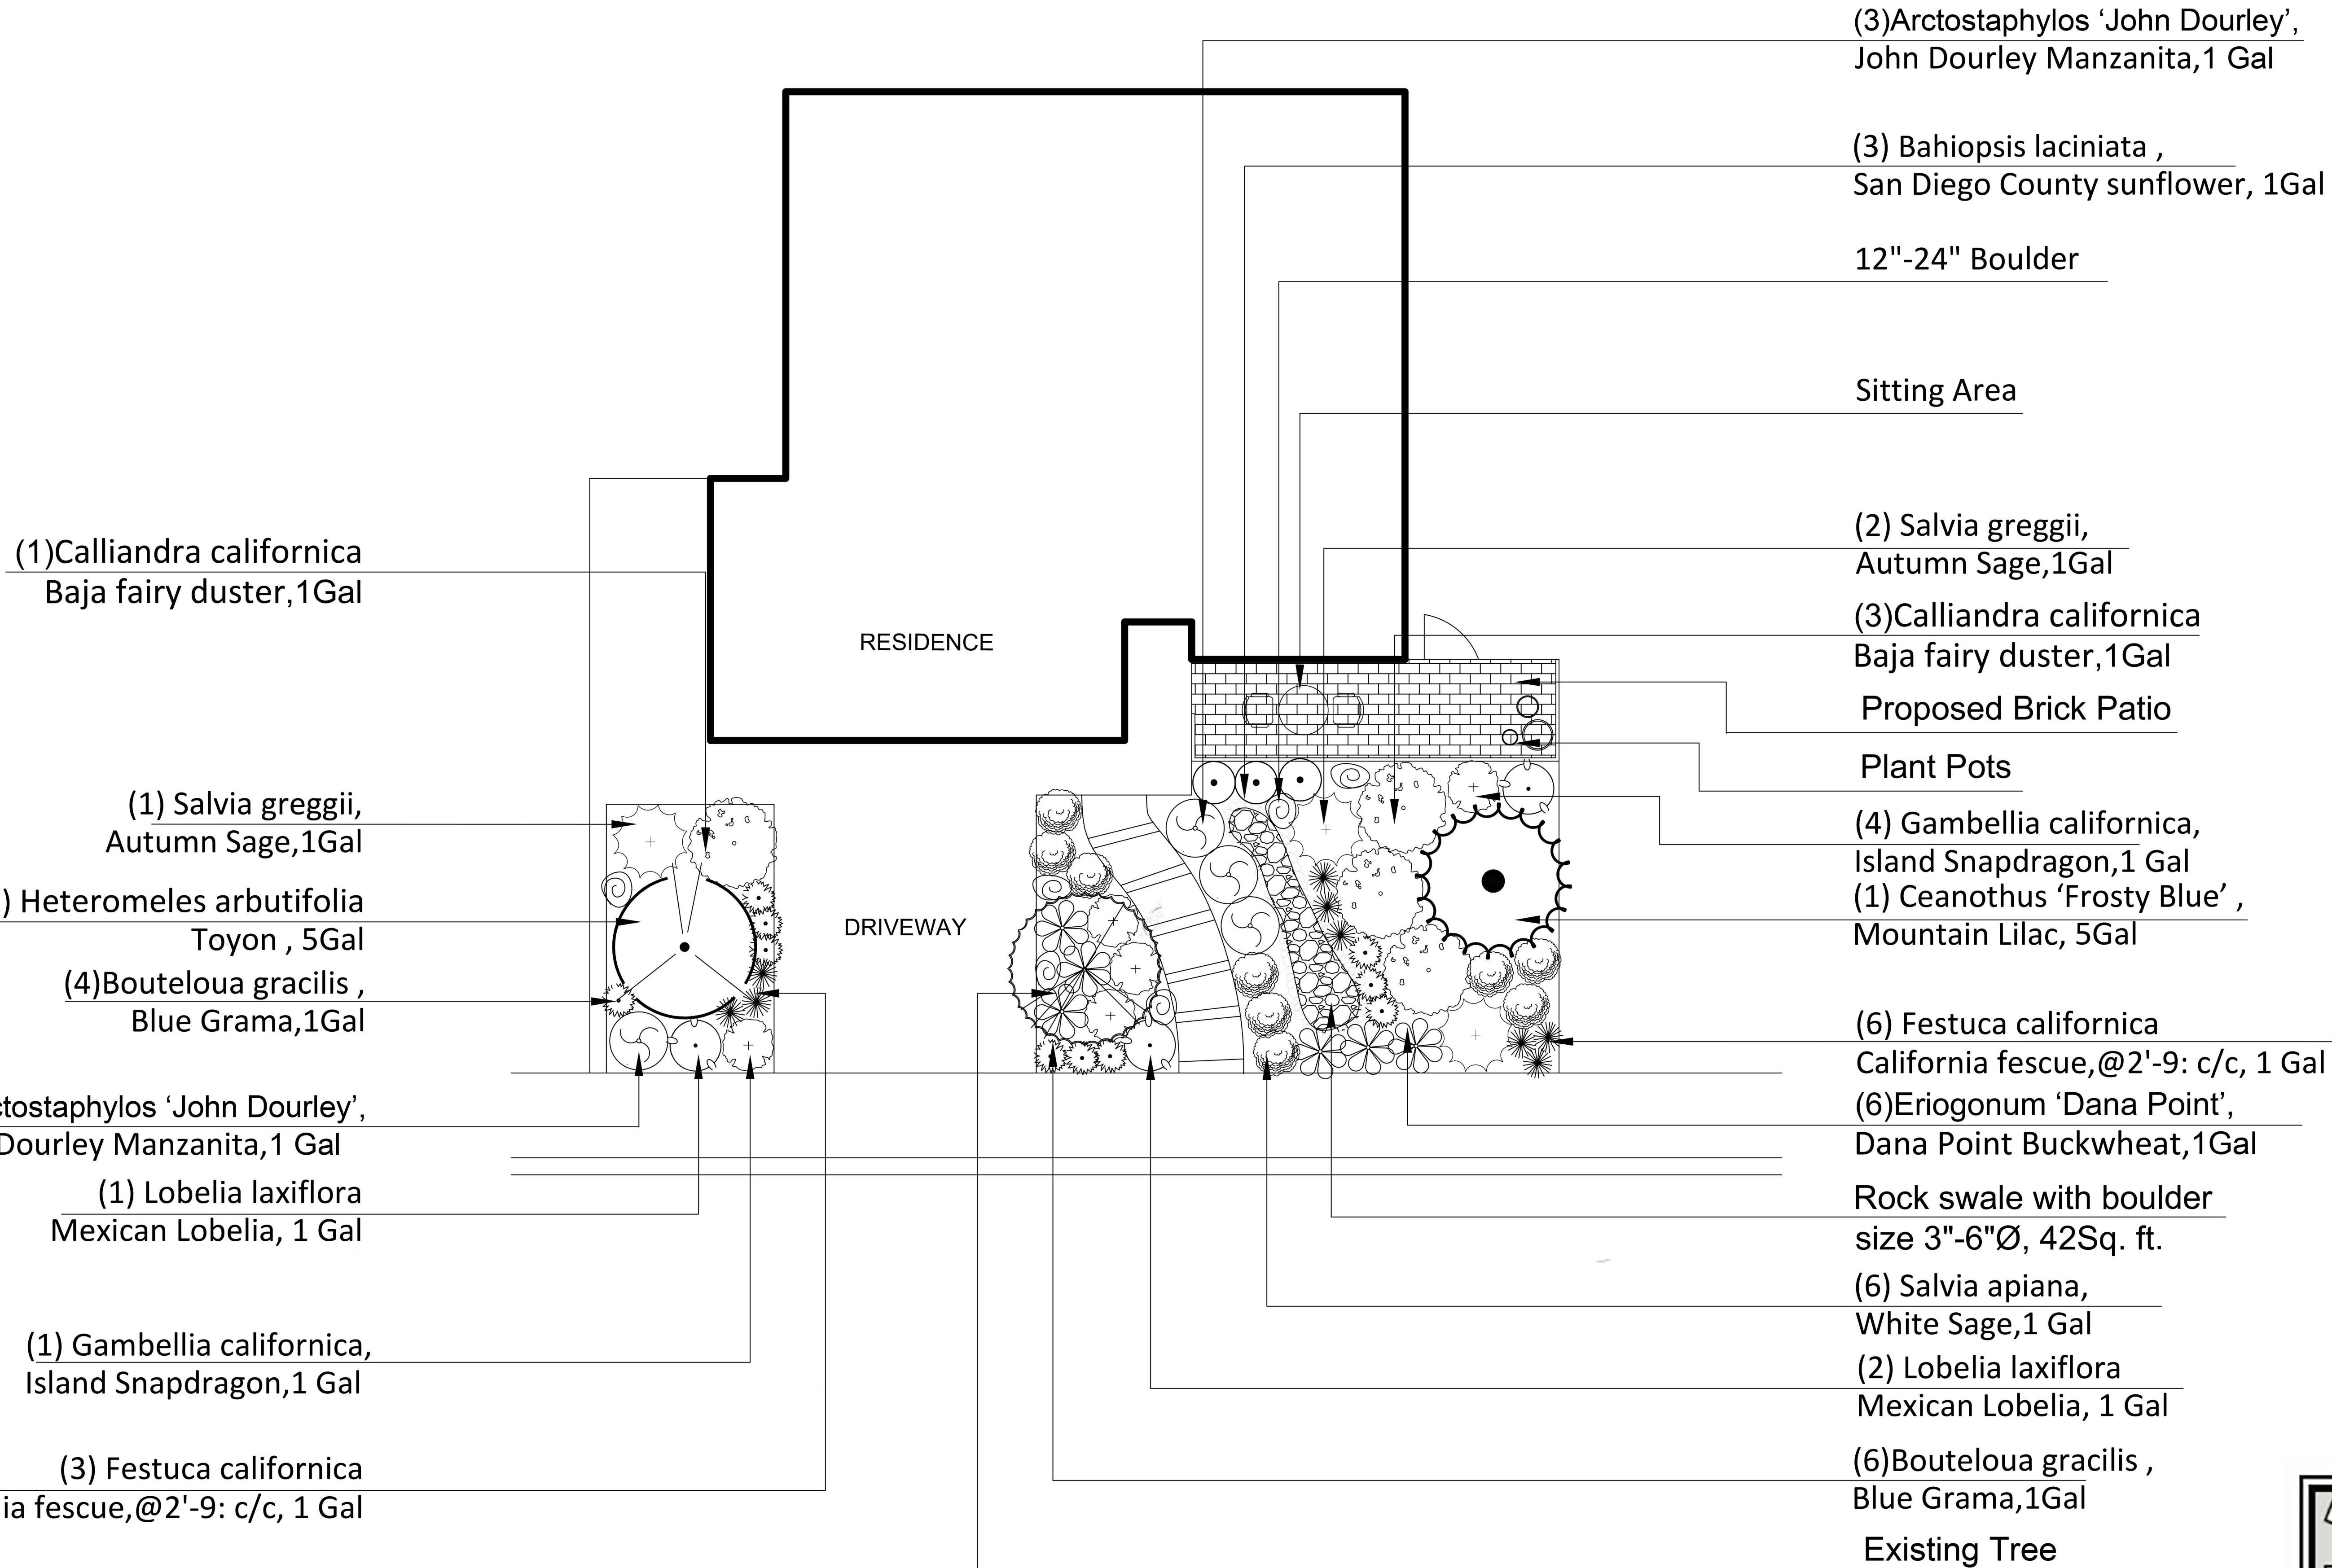 (3)Arctostaphylos ‘John Dourley’,
John Dourley Manzanita,1 Gal
(3) Bahiopsis laciniata ,
San Diego County sunflower, 1Gal
12"-24" Boulder
Sitting Area
(2) Salvia greggii,
Autumn Sage,1Gal
(3)Calliandra californica
Baja fairy duster,1Gal
Proposed Brick Patio
Plant Pots
(4) Gambellia californica,
Island Snapdragon,1 Gal
(1) Ceanothus ‘Frosty Blue’ ,
Mountain Lilac, 5Gal
(6) Festuca californica
California fescue,@2'-9: c/c, 1 Gal
(6)Eriogonum ‘Dana Point’,
Dana Point Buckwheat,1Gal
Rock swale with boulder
size 3"-6"Ø, 42Sq. ft.
(6) Salvia apiana,
White Sage,1 Gal
(2) Lobelia laxiflora
Mexican Lobelia, 1 Gal
(6)Bouteloua gracilis ,
Blue Grama,1Gal
Existing Tree
RESIDENCE
DRIVEWAY
(1)Calliandra californica
Baja fairy duster,1Gal
(1) Salvia greggii,
Autumn Sage,1Gal
) Heteromeles arbutifolia
Toyon , 5Gal
(4)Bouteloua gracilis ,
Blue Grama,1Gal
ctostaphylos ‘John Dourley’,
Dourley Manzanita,1 Gal
(1) Lobelia laxiflora
Mexican Lobelia, 1 Gal
(1) Gambellia californica,
Island Snapdragon,1 Gal
(3) Festuca californica
ia fescue,@2'-9: c/c, 1 Gal